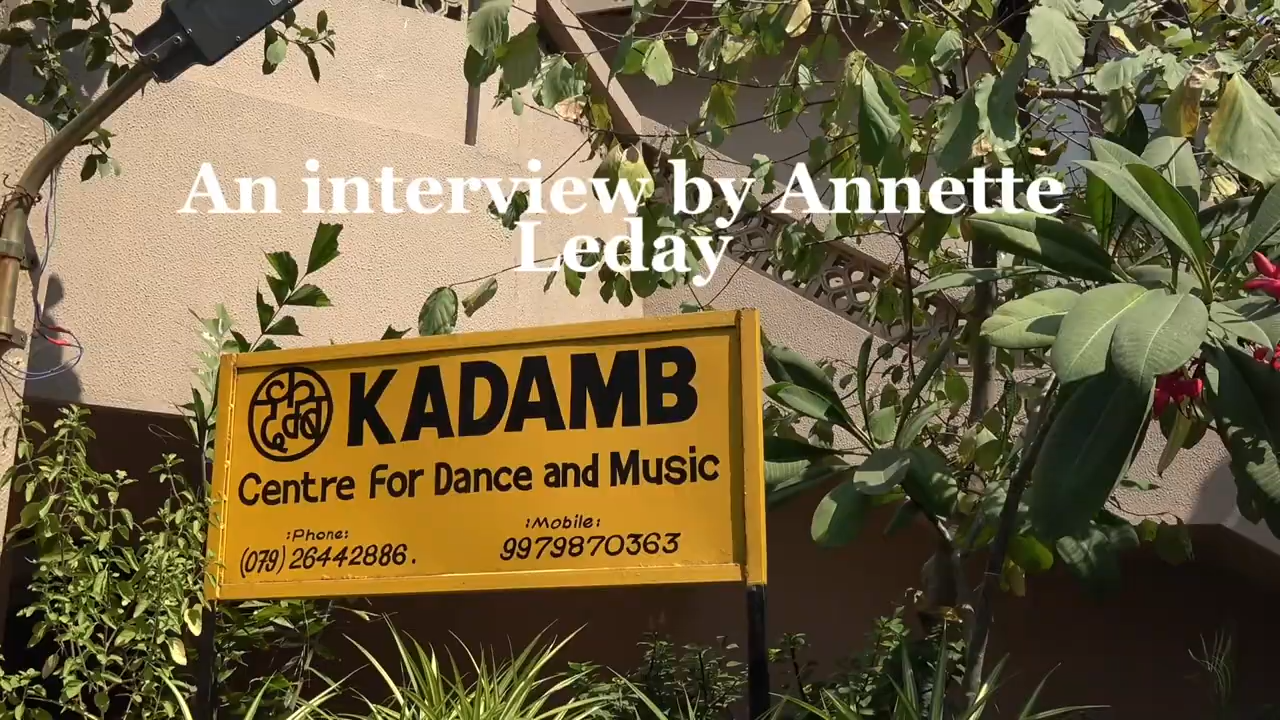 An interview by Annette
Leday
KADAMB
Centre For Dance and Music
:Phone:
(079) 26442886.
:Mobile:
9979870363